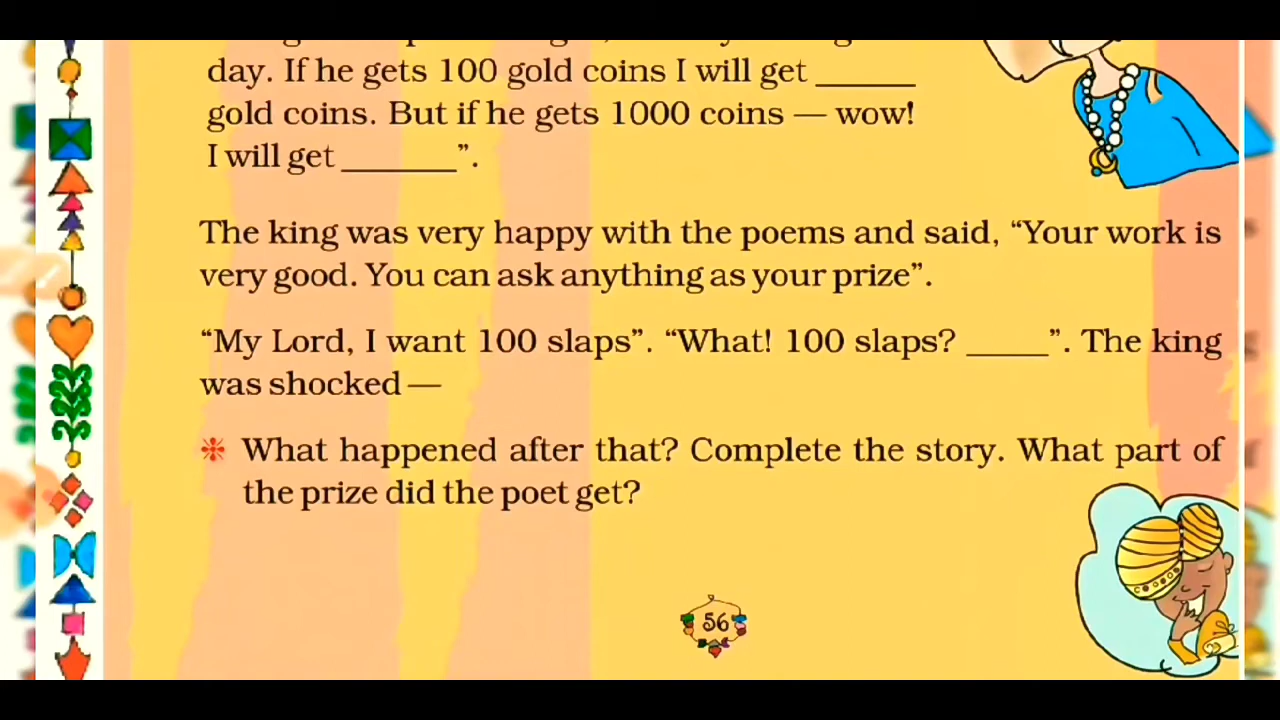 day. If he gets 100 gold coins I will get ______
gold coins. But if he gets 1000 coins — wow!
I will get _______”.
The king was very happy with the poems and said, “Your work is
very good. You can ask anything as your prize”.
“My Lord, I want 100 slaps”. “What! 100 slaps? _____”. The king
was shocked —
❉ What happened after that? Complete the story. What part of
the prize did the poet get?
56